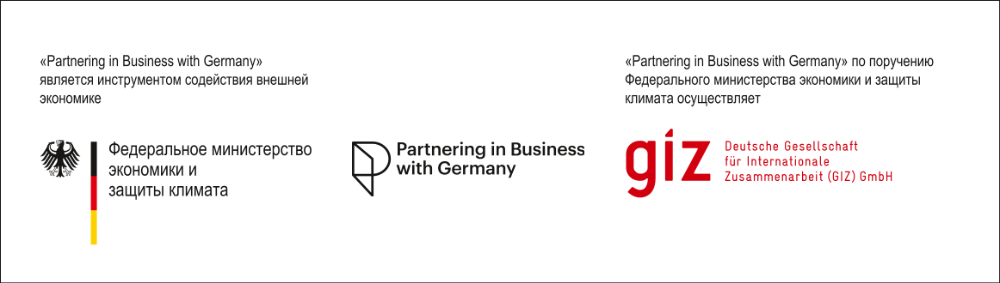 «Partnering in Business with Germany»
является инструментом содействия внешней
экономике
Федеральное министерство
экономики и
защиты климата
Partnering in Business
with Germany
«Partnering in Business with Germany» по поручению
Федерального министерства экономики и защиты
климата осуществляет
giz
Deutsche Gesellschaft
für Internationale
Zusammenarbeit (GIZ) GmbH